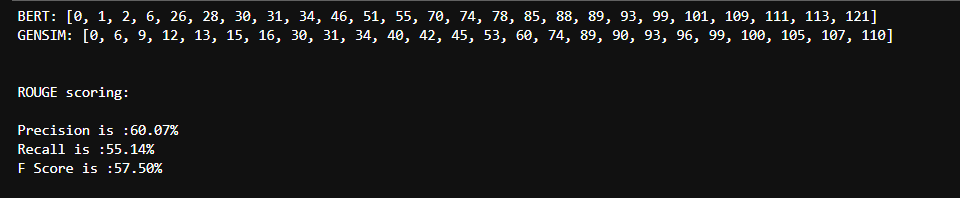 BERT: [0, 1, 2, 6, 26, 28, 30, 31, 34, 46, 51, 55, 70, 74, 78, 85, 88, 89, 93, 99, 101, 109, 111, 113, 121]
GENSIM: [0, 6, 9, 12, 13, 15, 16, 30, 31, 34, 40, 42, 45, 53, 60, 74, 89, 90, 93, 96, 99, 100, 105, 107, 110]
ROUGE scoring:
Precision is :60.07%
Recall is :55.14%
F Score is :57.50%